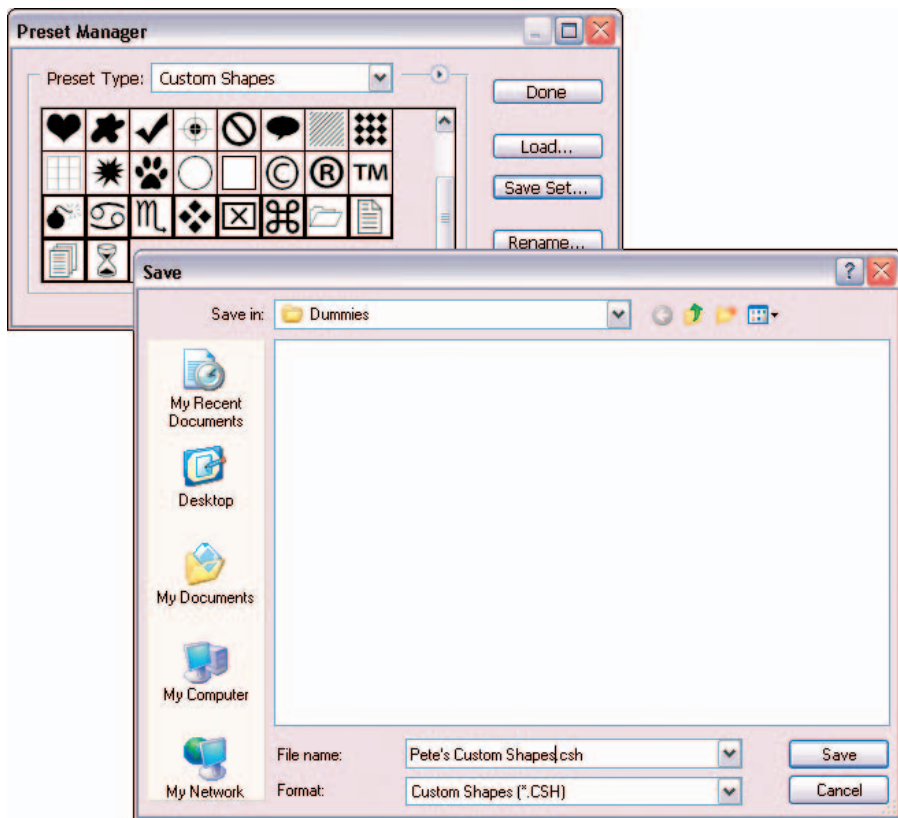 Preset Manager
Preset Type: Custom Shapes
Done
Load...
Save Set...
Rename...
© ® TM
Save
Save in: Dummies
My Recent
Documents
Desktop
My Documents
My Computer
My Network
File name: Pete's Custom Shapes.csh
Save
Format: Custom Shapes (*.CSH)
Cancel